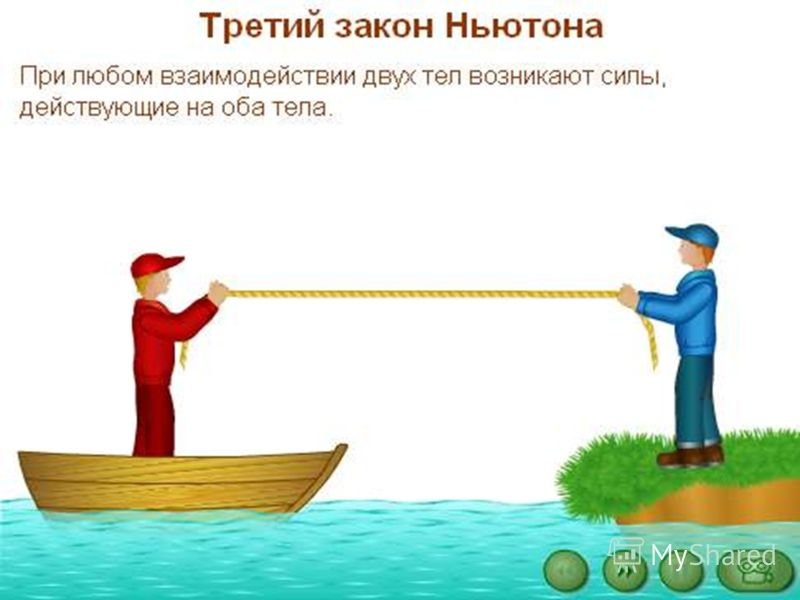 Третий закон Ньютона
При любом взаимодействии двух тел возникают силы,
действующие на оба тела.
MyShared